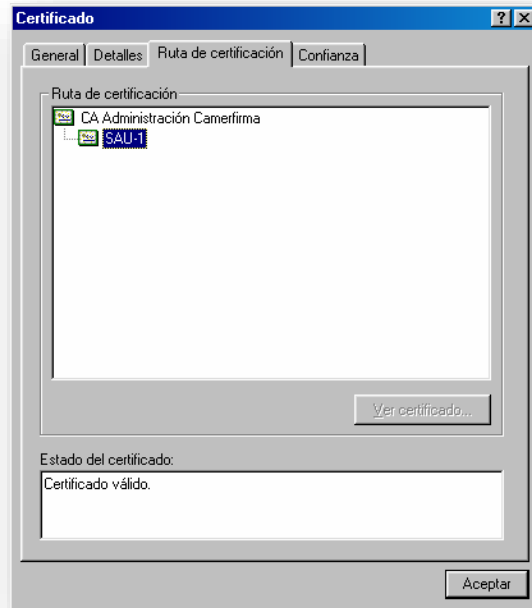 Certificado
General Detalles Ruta de certificación Confianza
Ruta de certificación
CA Administración Camerfirma
SAU-1
Ver certificado...
Estado del certificado:
Certificado válido.
Aceptar